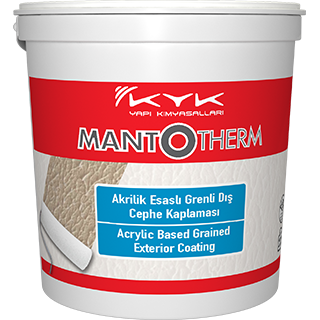 KYK
YAPI KİMYASALLARI
MANTOTHERM
Akrilik Esaslı Grenli Dış
Cephe Kaplaması
Acrylic Based Grained
Exterior Coating